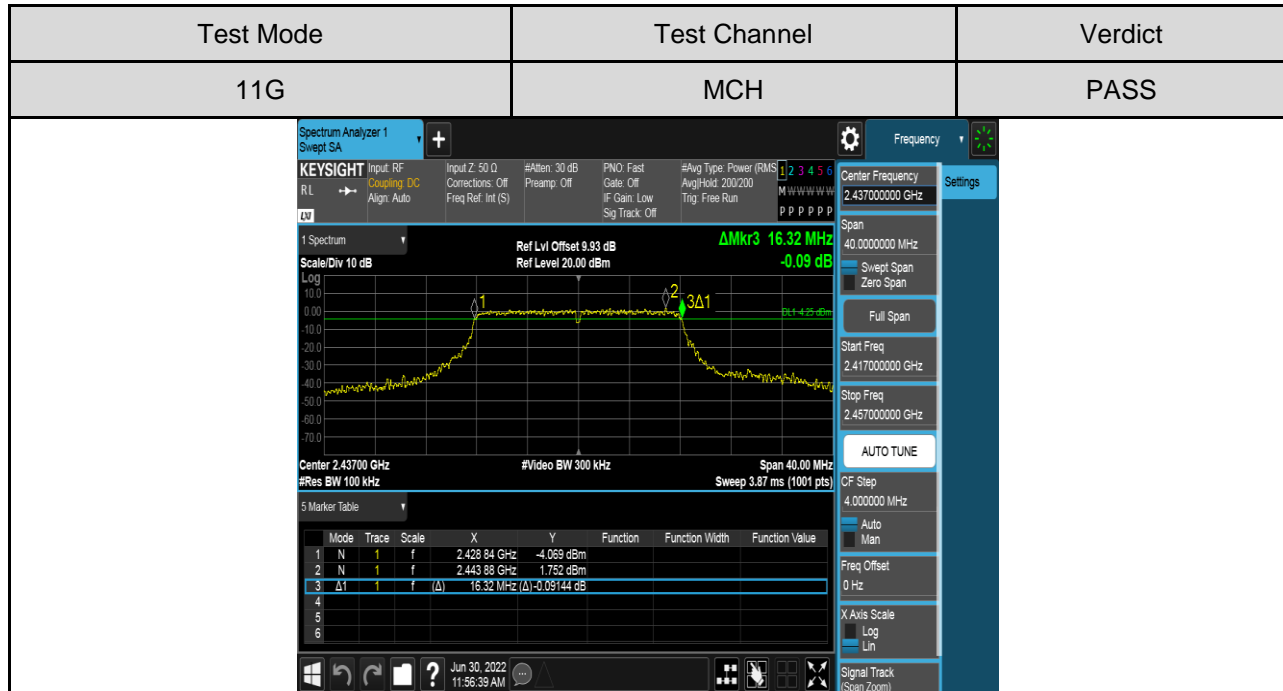 Test Mode Test Channel Verdict
11G MCH PASS
Spectrum Analyzer 1
Swept SA
+
Frequency
KEYSIGHT Input: RF Input Z: 50 Ω #Atten: 30 dB PNO: Fast #Avg Type: Power (RMS 1 2 3 4 5 6
RL Coupling: DC Corrections: Off Preamp: Off Gate: Off Avg|Hold: 200/200 M W W W W W
Align: Auto Freq Ref: Int (S) IF Gain: Low Trig: Free Run
Sig Track: Off P P P P P P
LXI
1 Spectrum
Ref Lvl Offset 9.93 dB ΔMkr3 16.32 MHz
Scale/Div 10 dB Ref Level 20.00 dBm -0.09 dB
Log
10.0
0.00
-10.0
-20.0
-30.0
-40.0
-50.0
-60.0
-70.0
1
2
3Δ1
DL1 -4.25 dBm
Center 2.43700 GHz #Video BW 300 kHz Span 40.00 MHz
#Res BW 100 kHz Sweep 3.87 ms (1001 pts)
5 Marker Table
Mode Trace Scale X Y Function Function Width Function Value
1 N 1 f 2.428 84 GHz -4.069 dBm
2 N 1 f 2.443 88 GHz 1.752 dBm
3 Δ1 1 f (Δ) 16.32 MHz (Δ) -0.09144 dB
4
5
6
Jun 30, 2022
11:56:39 AM
?
Center Frequency
2.437000000 GHz
Settings
Span
40.0000000 MHz
Swept Span
Zero Span
Full Span
Start Freq
2.417000000 GHz
Stop Freq
2.457000000 GHz
AUTO TUNE
CF Step
4.000000 MHz
Auto
Man
Freq Offset
0 Hz
X Axis Scale
Log
Lin
Signal Track
(Span Zoom)